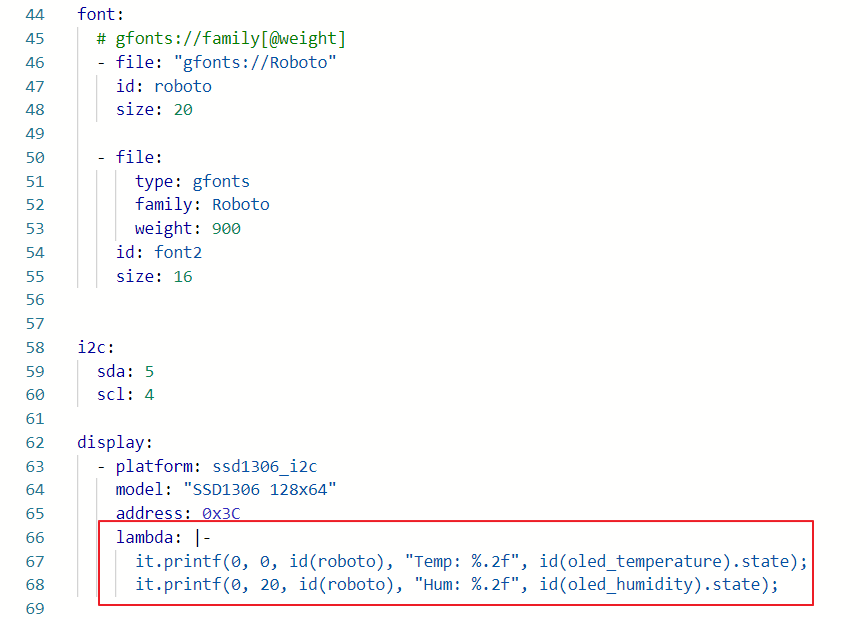 44 font:
45 # gfonts://family[@weight]
46 - file: "gfonts://Roboto"
47 id: roboto
48 size: 20
49
50 - file:
51 type: gfonts
52 family: Roboto
53 weight: 900
54 id: font2
55 size: 16
56
57
58 i2c:
59 sda: 5
60 scl: 4
61
62 display:
63 - platform: ssd1306_i2c
64 model: "SSD1306 128x64"
65 address: 0x3C
66 lambda: |-
67 it.printf(0, 0, id(roboto), "Temp: %.2f", id(oled_temperature).state);
68 it.printf(0, 20, id(roboto), "Hum: %.2f", id(oled_humidity).state);
69